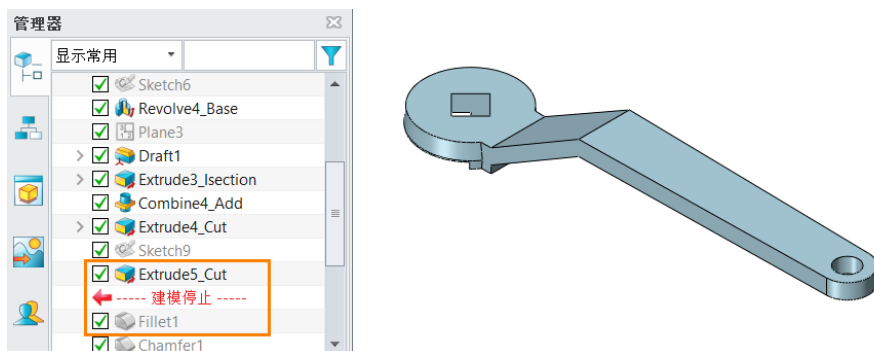 管理器
显示常用
Sketch6
Revolve4_Base
Plane3
Draft1
Extrude3_Isection
Combine4_Add
Extrude4_Cut
Sketch9
Extrude5_Cut
----- 建模停止 -----
Fillet1
Chamfer1